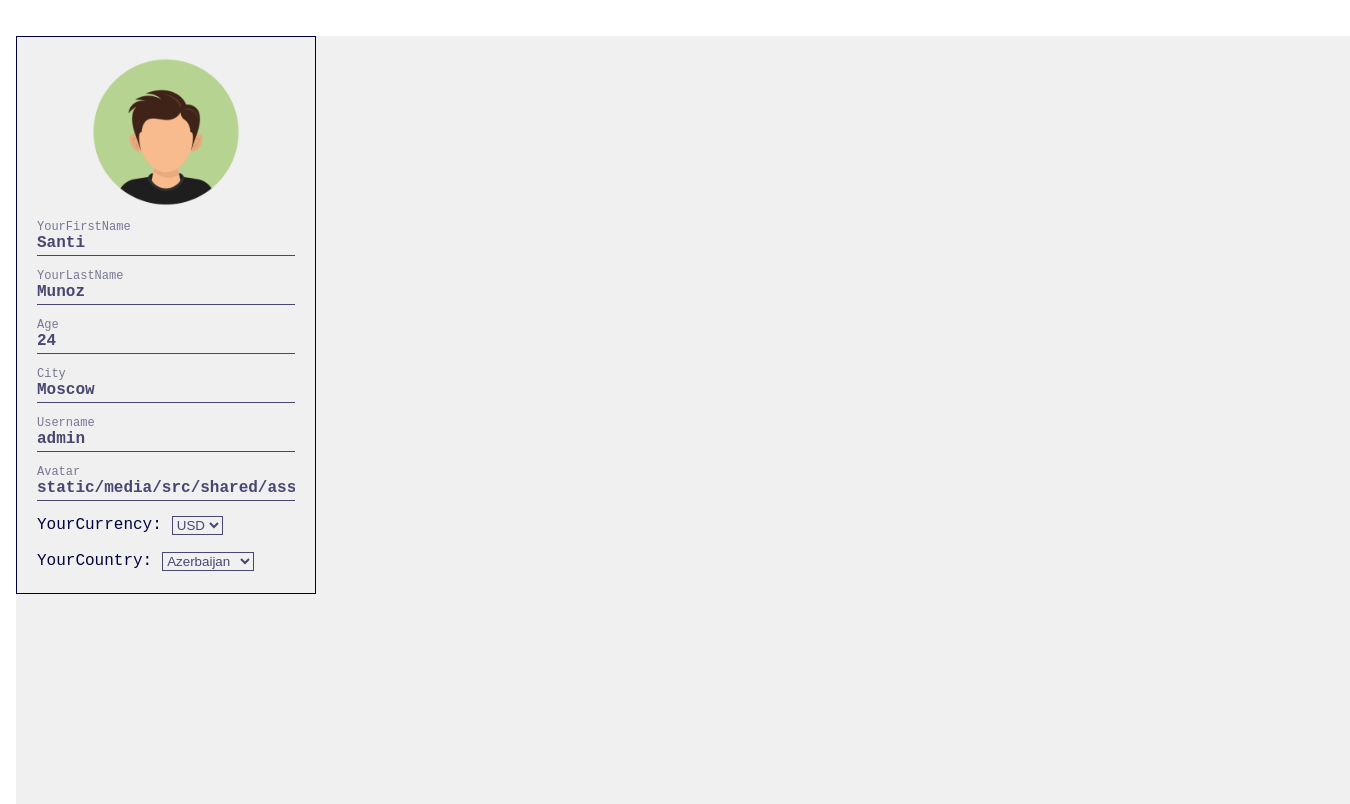 YourFirstName
Santi
YourLastName
Munoz
Age
24
City
Moscow
Username
admin
Avatar
static/media/src/shared/ass
YourCurrency: USD
YourCountry: Azerbaijan